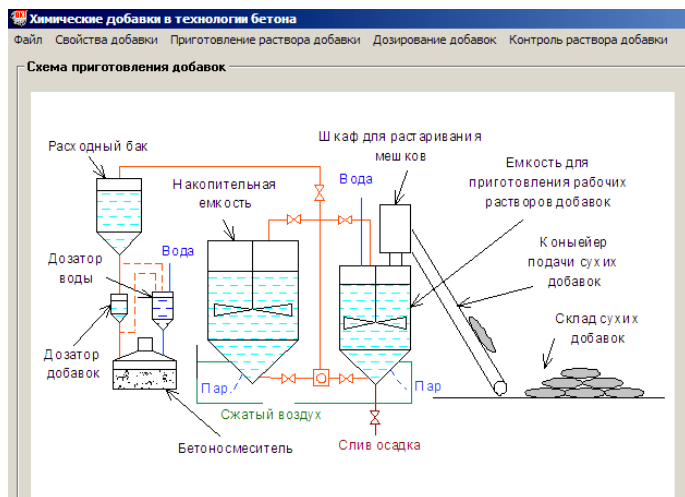 Химические добавки в технологии бетона
Файл Свойства добавки Приготовление раствора добавки Дозирование добавок Контроль раствора добавки
Схема приготовления добавок
Расходный бак
Накопительная
емкость
Шкаф для растаривания
мешков
Вода
Емкость для
приготовления рабочих
растворов добавок
Дозатор
воды
Вода
Коныейер
подачи сухих
добавок
Склад сухих
добавок
Дозатор
добавок
Пар.
Пар
Сжатый воздух
Бетоносмеситель
Слив осадка